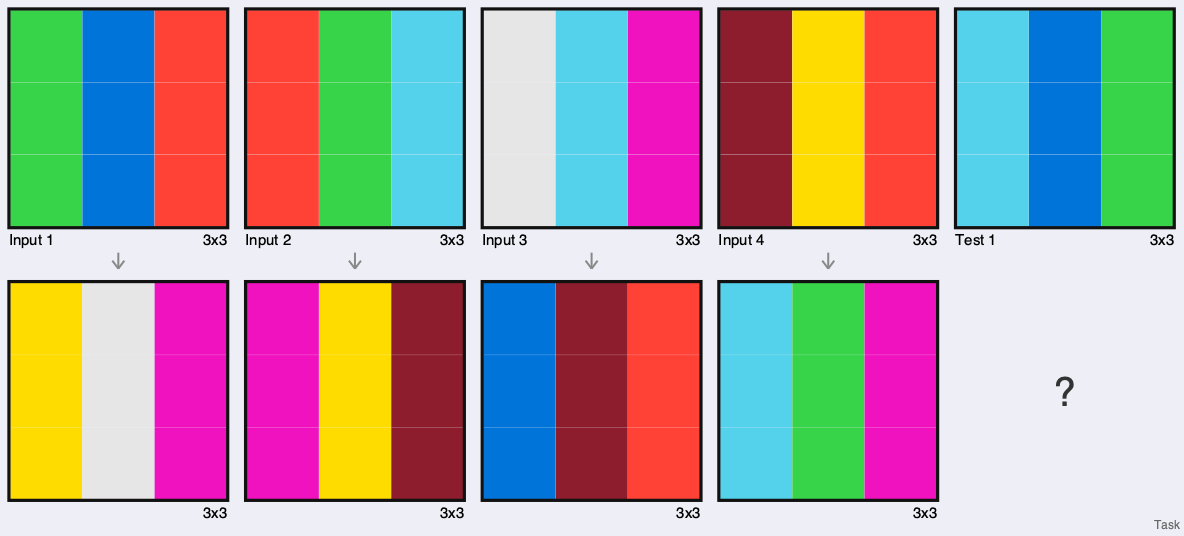 Input 1 3x3
Input 2 3x3
Input 3 3x3
Input 4 3x3
Test 1 3x3
?
3x3
3x3
3x3
3x3
Task